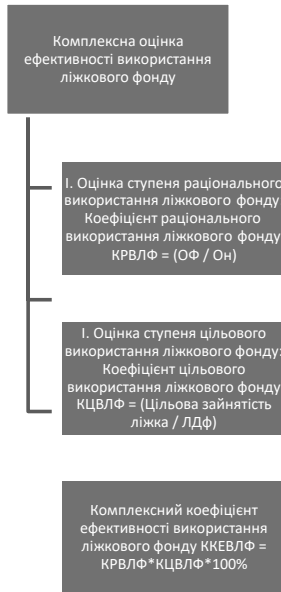 Комплексна оцінка
ефективності використання
ліжкового фонду
І. Оцінка ступеня раціонального
використання ліжкового фонду
Коефіцієнт раціонального
використання ліжкового фонду
КРВЛФ = (ОФ / Он)
І. Оцінка ступеня цільового
використання ліжкового фонду:
Коефіцієнт цільового
використання ліжкового фонду
КЦВЛФ = (Цільова зайнятість
ліжка / ЛДф)
Комплексний коефіцієнт
ефективності використання
ліжкового фонду ККЕВЛФ =
КРВЛФ*КЦВЛФ*100%